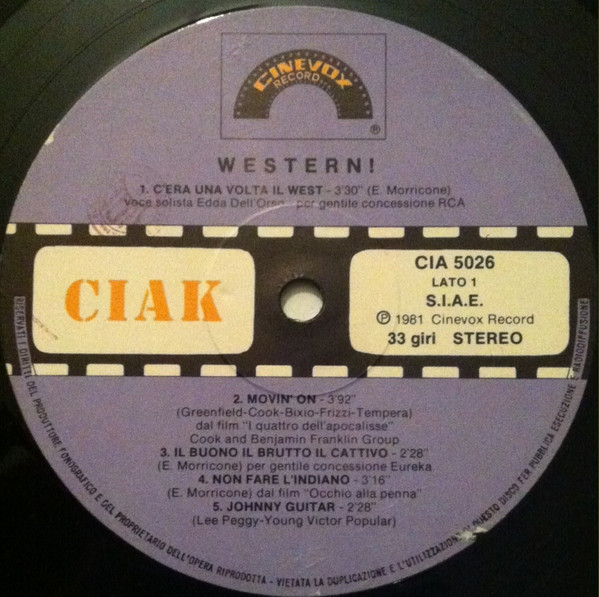 CINEVOX
RECORD
®
WESTERN!
1. C'ERA UNA VOLTA IL WEST - 3'30" (E. Morricone)
voce solista Edda Dell'Orso per gentile concessione RCA
CIAK
CIA 5026
LATO 1
S.I.A.E.
Ⓟ 1981 Cinevox Record
33 giri STEREO
2. MOVIN' ON - 3'92"
(Greenfield-Cook-Bixio-Frizzi-Tempera)
dal film "I quattro dell'apocalisse"
Cook and Benjamin Franklin Group
3. IL BUONO IL BRUTTO IL CATTIVO - 2'28"
(E. Morricone) per gentile concessione Eureka
4. NON FARE L'INDIANO - 3'16"
(E. Morricone) dal film "Occhio alla penna"
5. JOHNNY GUITAR - 2'28"
(Lee Peggy-Young Victor Popular)
RISERVATI I DIRITTI DEL PRODUTTORE FONOGRAFICO E DEL PROPRIETARIO DELL'OPERA RIPRODOTTA - VIETATA LA DUPLICAZIONE E L'UTILIZZAZIONE DI QUESTO DISCO PER PUBBLICA ESECUZIONE E RADIODIFFUSIONE